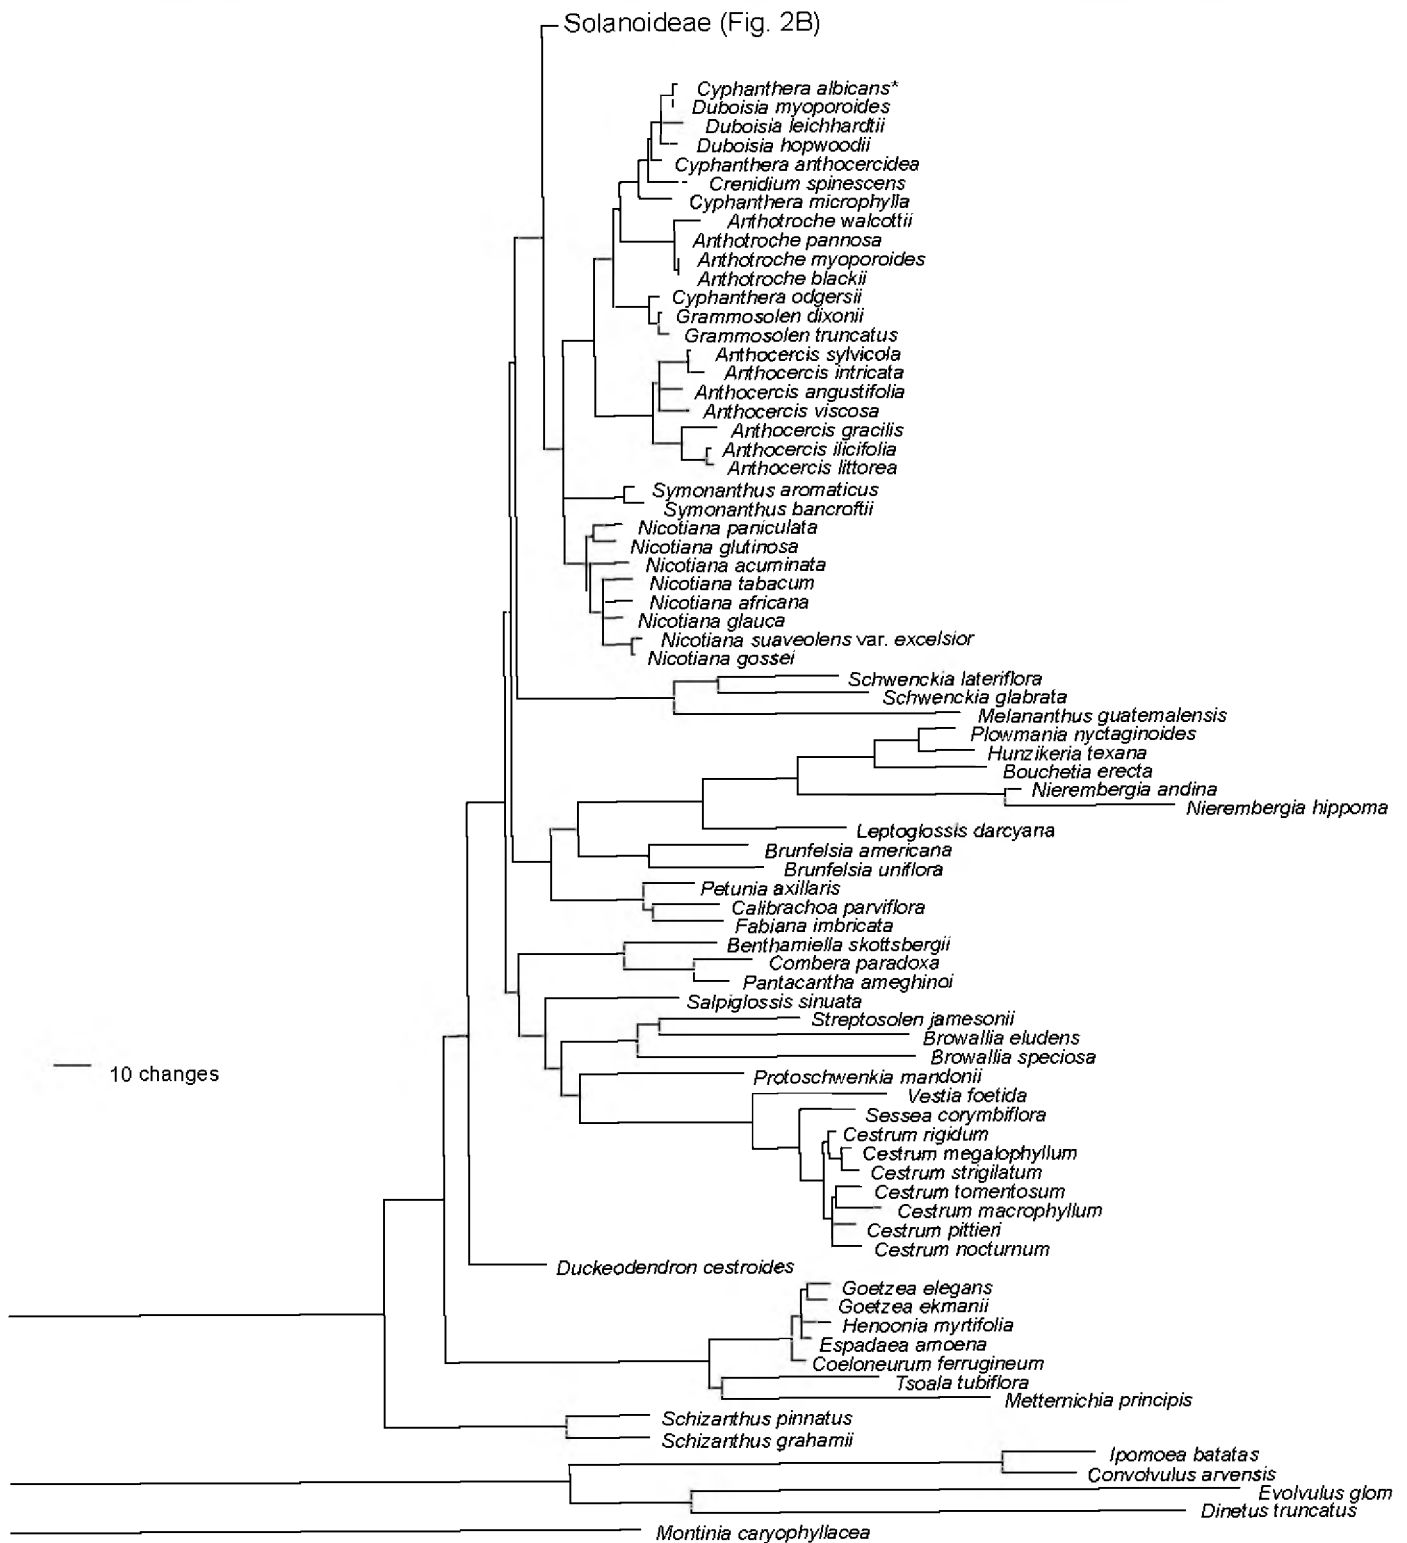 Solanoideae (Fig. 2B)
Cyphanthera albicans*
Duboisia myoporoides
Duboisia leichhardtii
Duboisia hopwoodii
Cyphanthera anthocercidea
Crenidium spinescens
Cyphanthera microphylla
Anthotroche walcottii
Anthotroche pannosa
Anthotroche myoporoides
Anthotroche blackii
Cyphanthera odgersii
Grammosolen dixonii
Grammosolen truncatus
Anthocercis sylvicola
Anthocercis intricata
Anthocercis angustifolia
Anthocercis viscosa
Anthocercis gracilis
Anthocercis ilicifolia
Anthocercis littorea
Symonanthus aromaticus
Symonanthus bancroftii
Nicotiana paniculata
Nicotiana glutinosa
Nicotiana acuminata
Nicotiana tabacum
Nicotiana africana
Nicotiana glauca
Nicotiana suaveolens var. excelsior
Nicotiana gossei
Schwenckia lateriflora
Schwenckia glabrata
Melananthus guatemalensis
Plowmania nyctaginoides
Hunzikeria texana
Bouchetia erecta
Nierembergia andina
Nierembergia hippoma
Leptoglossis darcyana
Brunfelsia americana
Brunfelsia uniflora
Petunia axillaris
Calibrachoa parviflora
Fabiana imbricata
Benthamiella skottsbergii
Combera paradoxa
Pantacantha ameghinoi
Salpiglossis sinuata
Streptosolen jamesonii
Browallia eludens
Browallia speciosa
10 changes
Protoschwenkia mandonii
Vestia foetida
Sessea corymbiflora
Cestrum rigidum
Cestrum megalophyllum
Cestrum strigilatum
Cestrum tomentosum
Cestrum macrophyllum
Cestrum pittieri
Cestrum nocturnum
Duckeodendron cestroides
Goetzea elegans
Goetzea ekmanii
Henoonia myrtifolia
Espadaea amoena
Coeloneurum ferrugineum
Tsoala tubiflora
Metternichia principis
Schizanthus pinnatus
Schizanthus grahamii
Ipomoea batatas
Convolvulus arvensis
Evolvulus glom
Dinetus truncatus
Montinia caryophyllacea